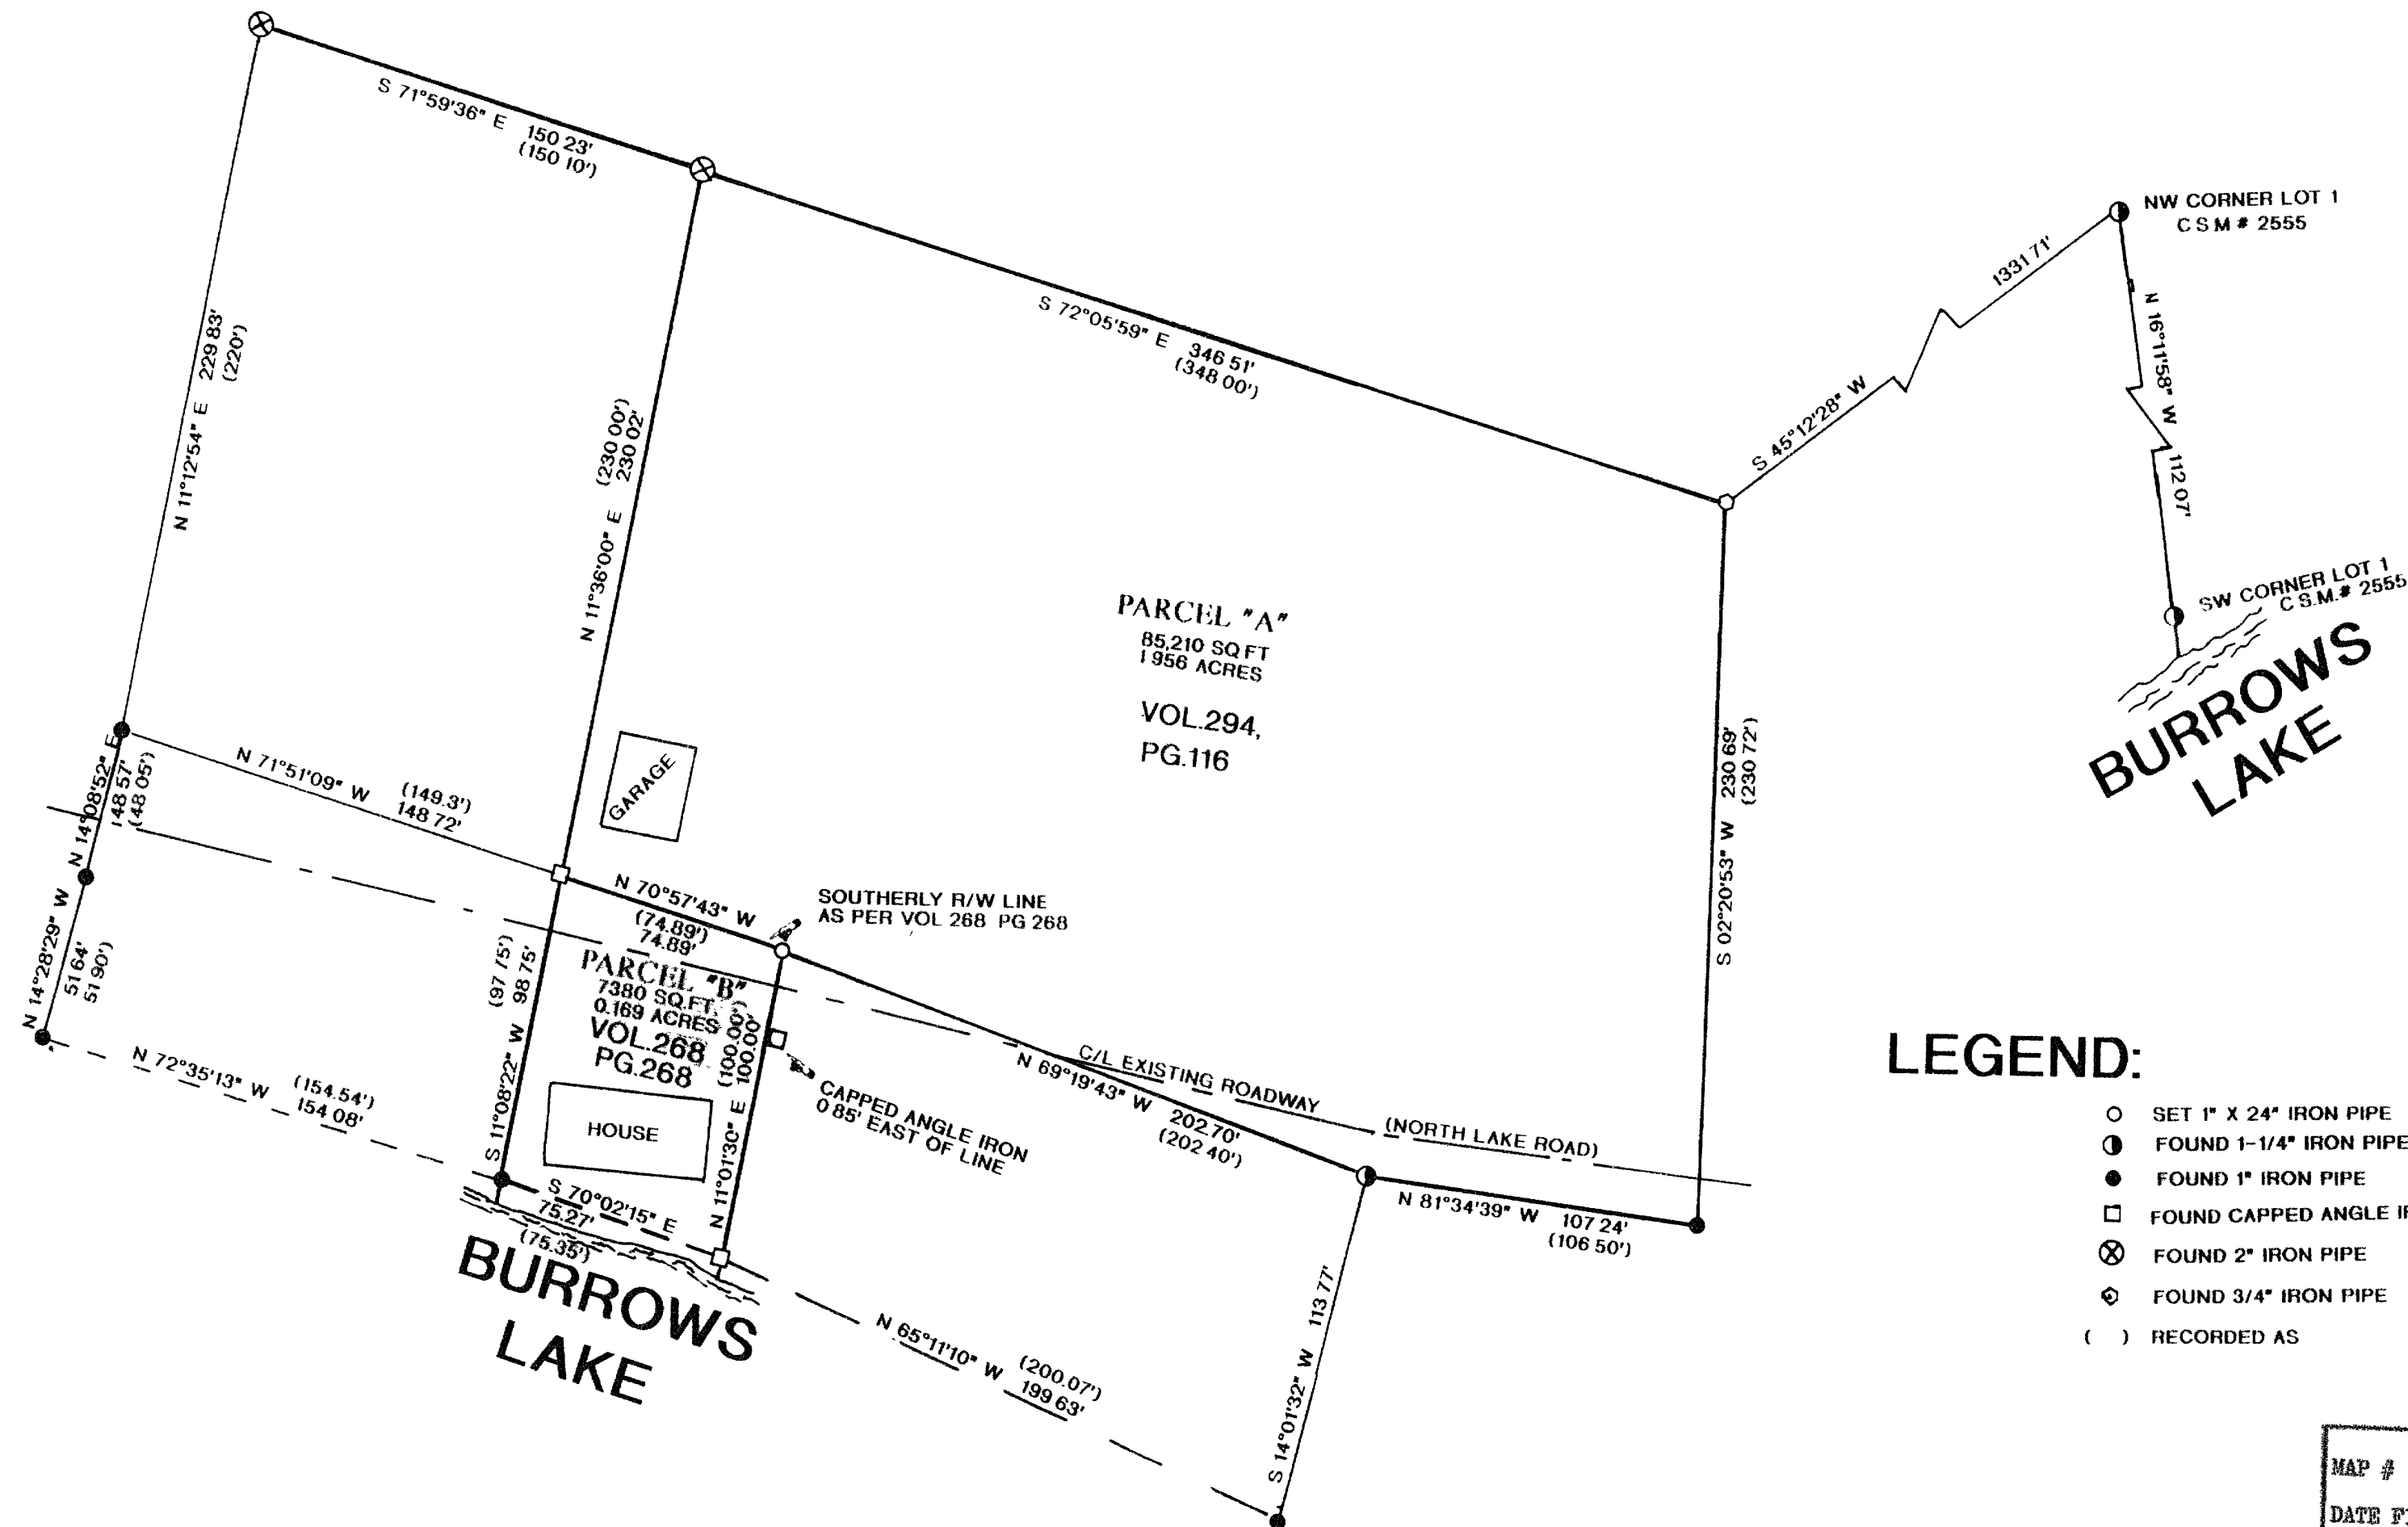 S 71°59'36" E 150 23'
(150 10')
S 72°05'59" E 346 51'
(348 00')
NW CORNER LOT 1
C S M # 2555
1331 71'
S 45°12'28" W
N 16°11'58" W
112 07'
SW CORNER LOT 1
C S.M.# 2555
BURROWS
LAKE
N 11°12'54" E 229 83'
(220')
(230 00')
N 11°36'00" E 230 02'
PARCEL "A"
85,210 SQ FT
1 956 ACRES
VOL.294,
PG.116
S 02°20'53" W 230 69'
(230 72')
GARAGE
N 14°08'52" E
48 57'
(48 05')
N 71°51'09" W (149.3')
148 72'
N 70°57'43" W
(74.89')
74.89'
SOUTHERLY R/W LINE
AS PER VOL 268 PG 268
N 14°28'29" W
51 64'
51 90')
(97 75')
S 11°08'22" W 98 75'
PARCEL "B"
7380 SQ.FT.
0.169 ACRES
VOL.268
PG.268
(100.00')
N 11°01'30" E 100.00'
HOUSE
CAPPED ANGLE IRON
0 85' EAST OF LINE
C/L EXISTING ROADWAY
(NORTH LAKE ROAD)
N 69°19'43" W 202.70'
(202 40')
N 81°34'39" W 107 24'
(106 50')
N 72°35'13" W (154.54')
154 08'
S 70°02'15" E
75.27'
(75.35')
BURROWS
LAKE
N 65°11'10" W (200.07')
199 63'
S 14°01'32" W 113 77'
LEGEND:
SET 1" X 24" IRON PIPE
FOUND 1-1/4" IRON PIPE
FOUND 1" IRON PIPE
FOUND CAPPED ANGLE
FOUND 2" IRON PIPE
FOUND 3/4" IRON PIPE
( ) RECORDED AS
MAP #
DATE